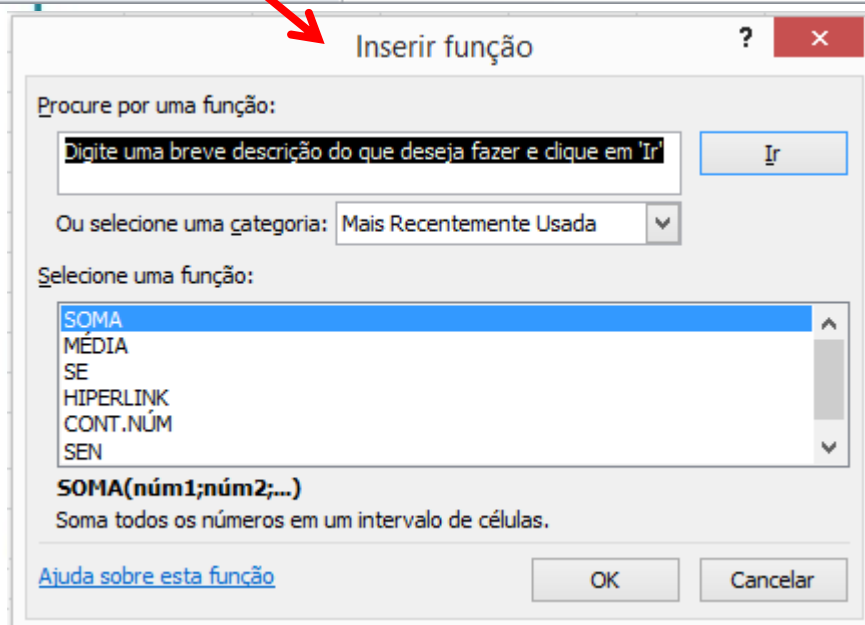 Inserir função
?
Procure por uma função:
Digite uma breve descrição do que deseja fazer e clique em 'Ir'
Ir
Ou selecione uma categoria: Mais Recentemente Usada
Selecione uma função:
SOMA
MÉDIA
SE
HIPERLINK
CONT.NÚM
SEN
SOMA(núm1;núm2;...)
Soma todos os números em um intervalo de células.
Ajuda sobre esta função
OK
Cancelar